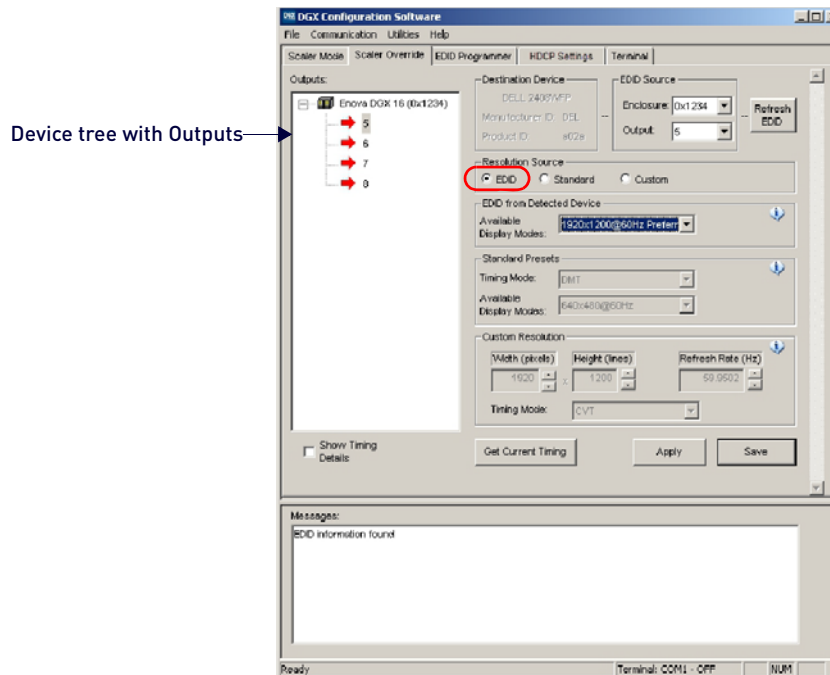 DGX Configuration Software
File Communication Utilities Help
Scaler Mode Scaler Override EDID Programmer HDCP Settings Terminal
Outputs:
Enova DGX 16 (0x1234)
5
6
7
8
Device tree with Outputs
Destination Device
DELL 2408WFP
Manufacturer ID: DEL
Product ID: a02a
EDID Source
Enclosure: 0x1234
Output: 5
Refresh EDID
Resolution Source
EDID Standard Custom
EDID from Detected Device
Available Display Modes: 1920x1200@60Hz Preferr
Standard Presets
Timing Mode: DMT
Available Display Modes: 640x480@60Hz
Custom Resolution
Width (pixels) Height (lines) Refresh Rate (Hz)
1920 x 1200 59.9502
Timing Mode: CVT
Show Timing Details
Get Current Timing Apply Save
Messages:
EDID information found
Ready Terminal: COM1 - OFF NUM